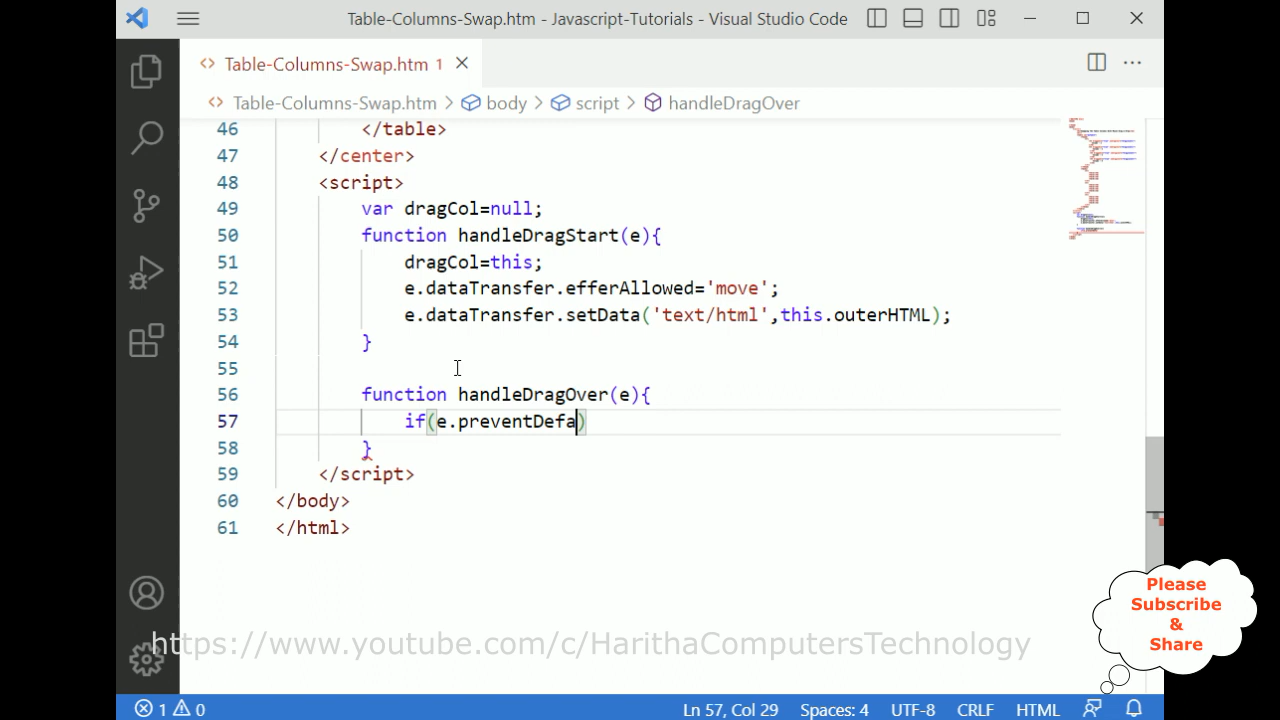 Table-Columns-Swap.htm - Javascript-Tutorials - Visual Studio Code
Table-Columns-Swap.htm 1
Table-Columns-Swap.htm > body > script > handleDragOver
46 </table>
47 </center>
48 <script>
49 var dragCol=null;
50 function handleDragStart(e){
51 dragCol=this;
52 e.dataTransfer.efferAllowed='move';
53 e.dataTransfer.setData('text/html',this.outerHTML);
54 }
55
56 function handleDragOver(e){
57 if(e.preventDefa)
58 }
59 </script>
60 </body>
61 </html>
Please
Subscribe
&
Share
https://www.youtube.com/c/HarithaComputersTechnology
1 0 Ln 57, Col 29 Spaces: 4 UTF-8 CRLF HTML